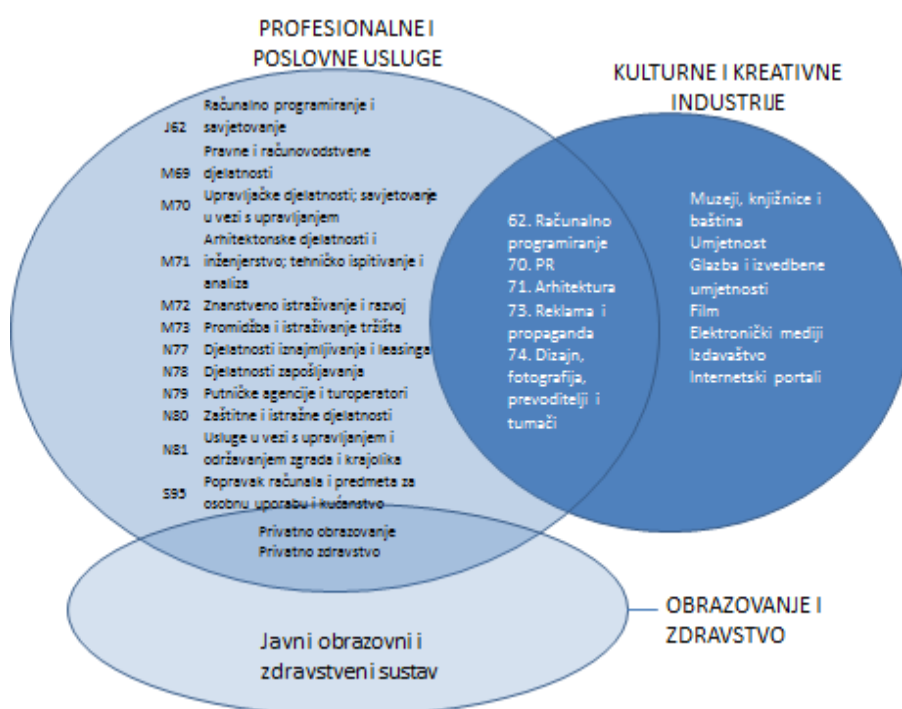 PROFESIONALNE I
POSLOVNE USLUGE
KULTURNE I KREATIVNE
INDUSTRIJE
Računalno programiranje i
J62 savjetovanje
Pravne i računovodstvene
M69 djelatnosti
Upravljačke djelatnosti; savjetovanje
M70 u vezi s upravljanjem
Arhitektonske djelatnosti i
M71 inženjerstvo; tehničko ispitivanje i
analiza
M72 Znanstveno istraživanje i razvoj
M73 Promidžba i istraživanje tržišta
N77 Djelatnosti iznajmljivanja i leasinga
N78 Djelatnosti zapošljavanja
N79 Putničke agencije i turoperatori
N80 Zaštitne i istražne djelatnosti
Usluge u vezi s upravljanjem i
N81 održavanjem zgrada i krajolika
Popravak računala i predmeta za
S95 osobnu uporabu i kućanstvo
62. Računalno
programiranje
70. PR
71. Arhitektura
73. Reklama i
propaganda
74. Dizajn,
fotografija,
prevoditelji i
tumači
Muzeji, knjižnice i
baština
Umjetnost
Glazba i izvedbene
umjetnosti
Film
Elektronički mediji
Izdavaštvo
Internetski portali
Privatno obrazovanje
Privatno zdravstvo
Javni obrazovni i
zdravstveni sustav
OBRAZOVANJE I
ZDRAVSTVO